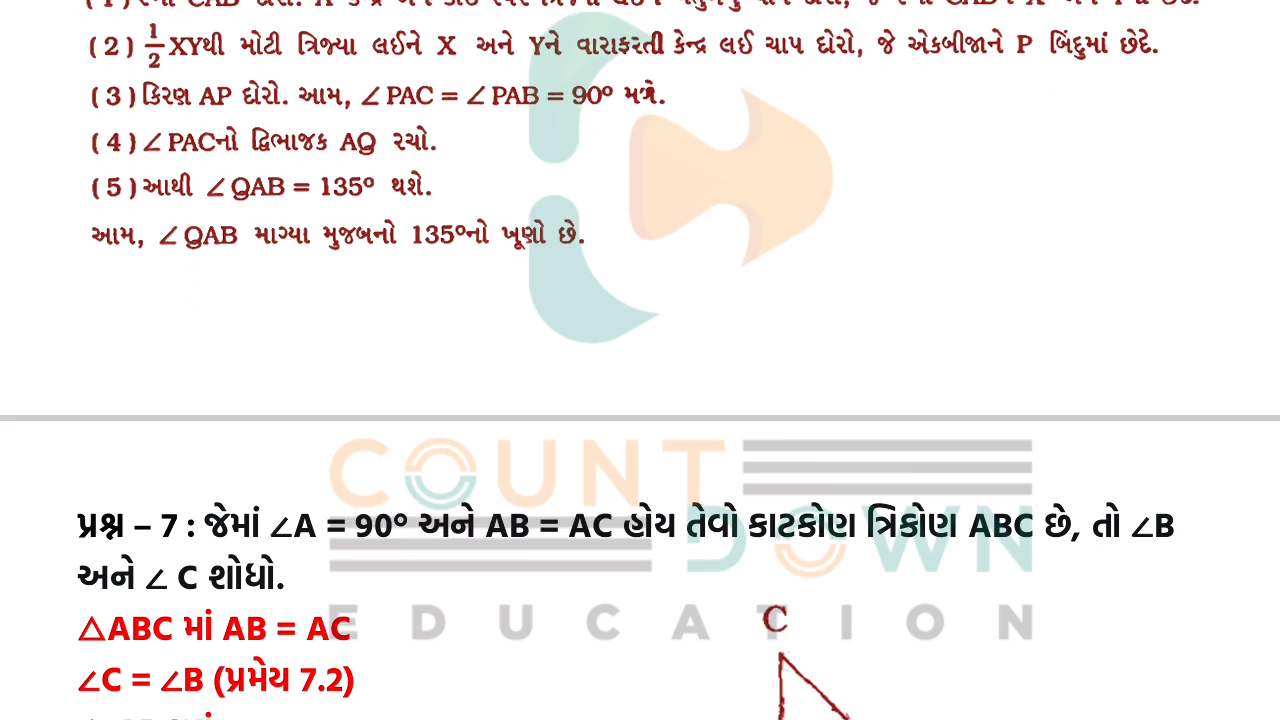 ( 2 ) 1/2 XYથી મોટી ત્રિજ્યા લઈને X અને Yને વારાફરતી કેન્દ્ર લઈ ચાપ દોરો, જે એકબીજાને P બિંદુમાં છેદે.
( 3 ) કિરણ AP દોરો. આમ, ∠PAC = ∠PAB = 90° મળે.
( 4 ) ∠PACનો દ્વિભાજક AQ રચો.
( 5 ) આથી ∠QAB = 135° થશે.
આમ, ∠QAB માગ્યા મુજબનો 135°નો ખૂણો છે.
COUNT
DOWN
EDUCATION
પ્રશ્ન – 7 : જેમાં ∠A = 90° અને AB = AC હોય તેવો કાટકોણ ત્રિકોણ ABC છે, તો ∠B
અને ∠ C શોધો.
△ABC માં AB = AC
C
∠C = ∠B (પ્રમેય 7.2)